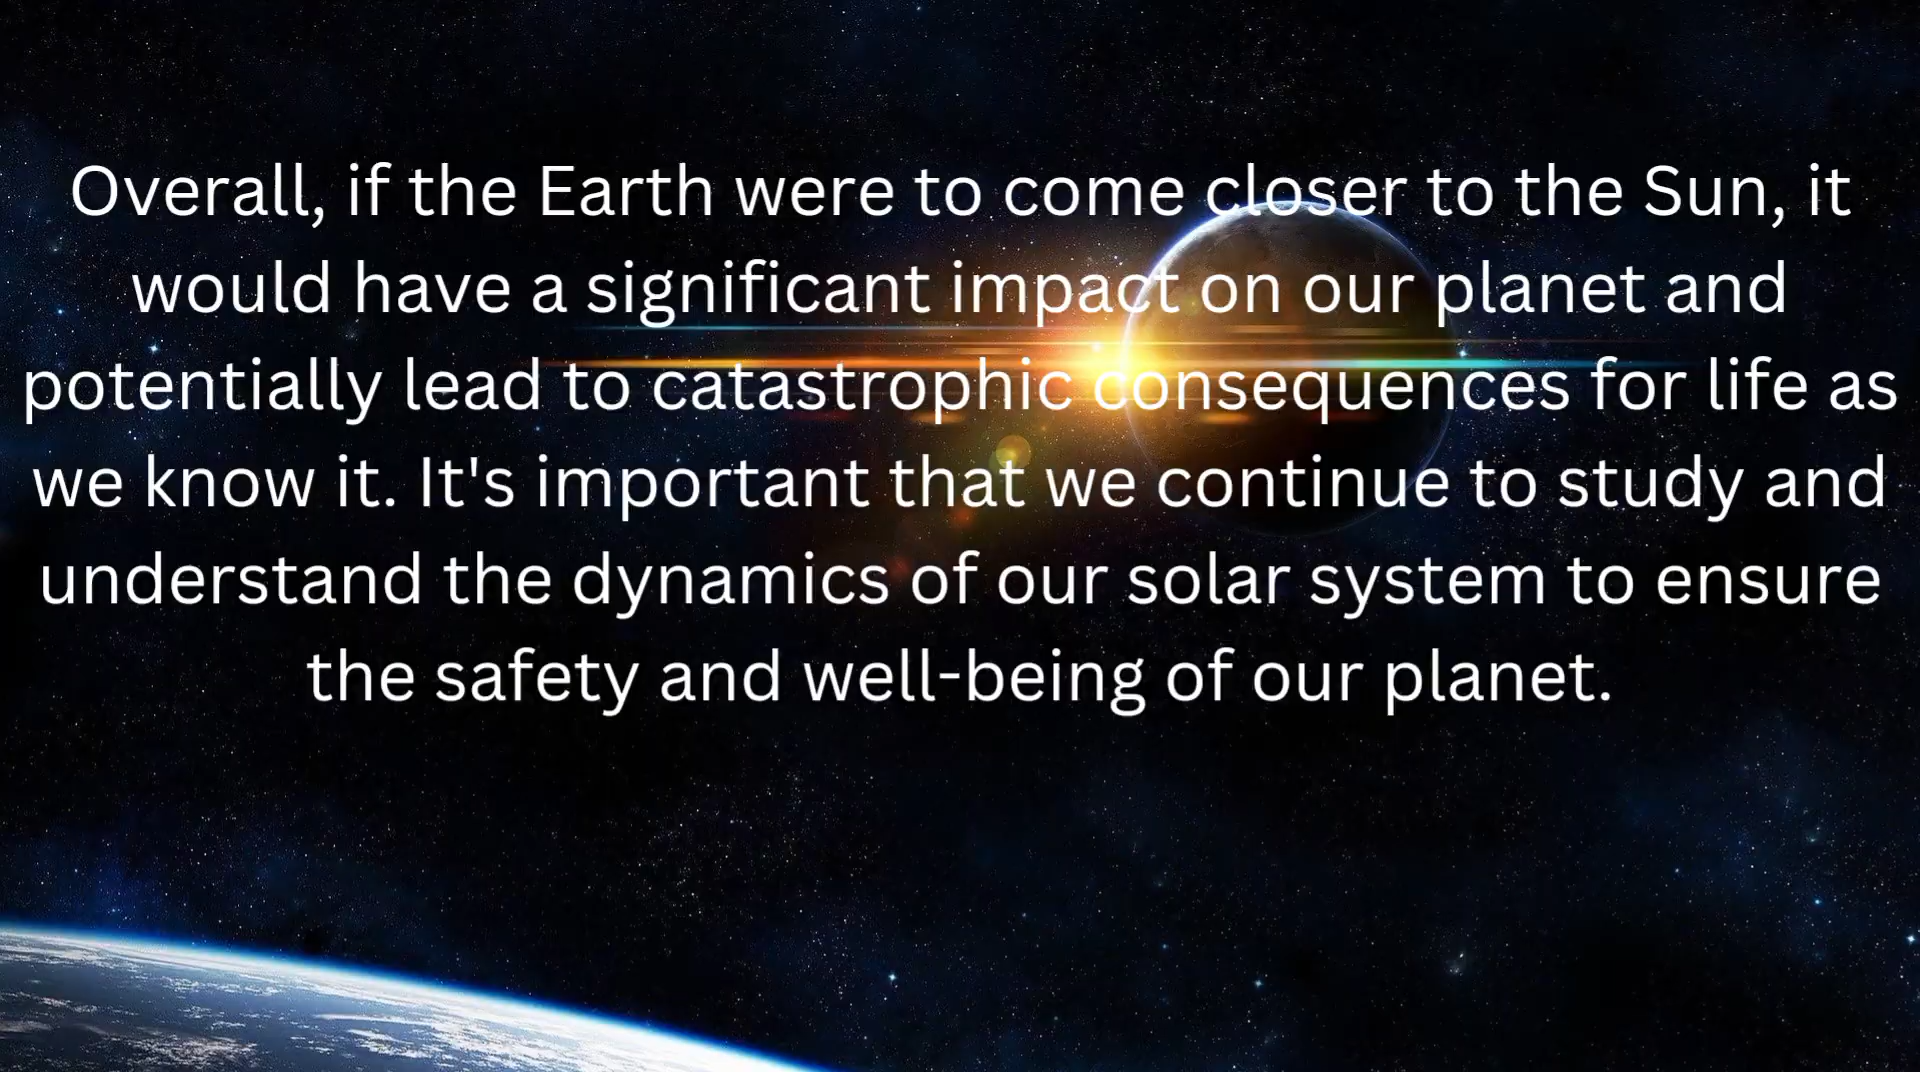 Overall, if the Earth were to come closer to the Sun, it
would have a significant impact on our planet and
potentially lead to catastrophic consequences for life as
we know it. It's important that we continue to study and
understand the dynamics of our solar system to ensure
the safety and well-being of our planet.